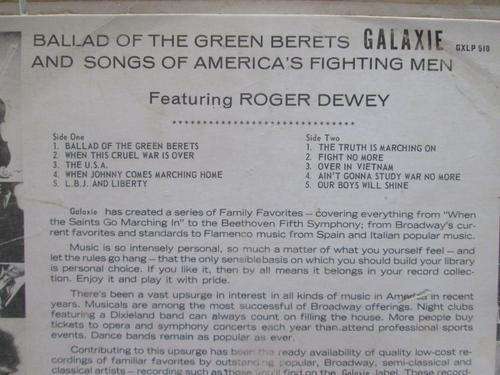 BALLAD OF THE GREEN BERETS GALAXIE GXLP 510
AND SONGS OF AMERICA'S FIGHTING MEN
Featuring ROGER DEWEY
Side One
1. BALLAD OF THE GREEN BERETS
2. WHEN THIS CRUEL WAR IS OVER
3. THE U.S.A.
4. WHEN JOHNNY COMES MARCHING HOME
5. L.B.J. AND LIBERTY
Side Two
1. THE TRUTH IS MARCHING ON
2. FIGHT NO MORE
3. OVER IN VIETNAM
4. AIN'T GONNA STUDY WAR NO MORE
5. OUR BOYS WILL SHINE
Galaxie has created a series of Family Favorites – covering everything from "When
the Saints Go Marching In" to the Beethoven Fifth Symphony; from Broadway's cur-
rent favorites and standards to Flamenco music from Spain and Italian popular music.
Music is so intensely personal, so much a matter of what you yourself feel – and
let the rules go hang – that the only sensible basis on which you should build your library
is personal choice. If you like it, then by all means it belongs in your record collec-
tion. Enjoy it and play it with pride.
There's been a vast upsurge in interest in all kinds of music in America in recent
years. Musicals are among the most successful of Broadway offerings. Night clubs
featuring a Dixieland band can always count on filling the house. More people buy
tickets to opera and symphony concerts each year than attend professional sports
events. Dance bands remain as popular as ever.
Contributing to this upsurge has been the ready availability of quality low-cost re-
cordings of familiar favorites by outstanding popular, Broadway, semi-classical and
classical artists – recordings such as those you'll find on the Galaxie label. These record-